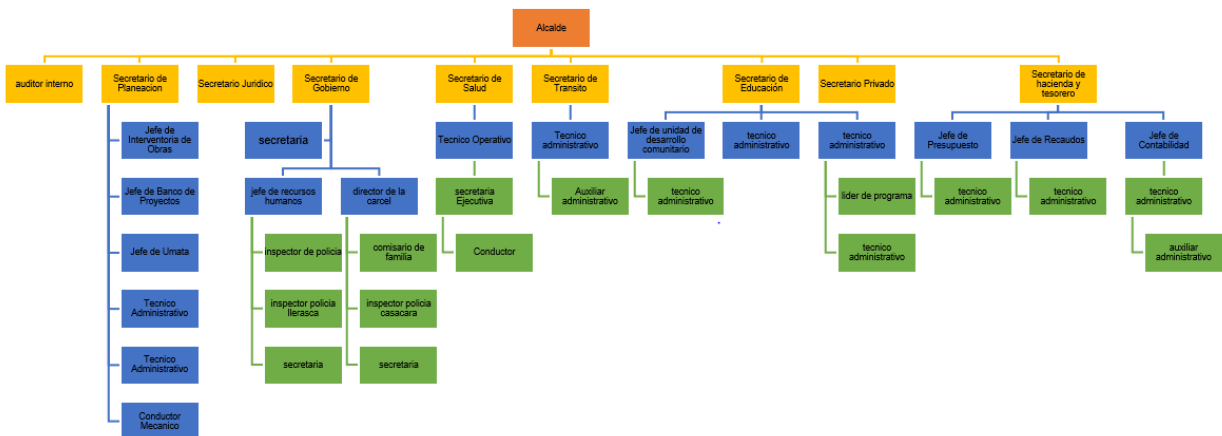 Alcalde
auditor interno
Secretario de
Planeacion
Secretario Juridico
Secretario de
Gobierno
Secretario de
Salud
Secretario de
Transito
Secretario de
Educación
Secretario Privado
Secretario de
hacienda y
tesorero
Jefe de
Interventoria de
Obras
secretaria
Tecnico Operativo
Tecnico
administrativo
Jefe de unidad de
desarrollo
comunitario
tecnico
administrativo
tecnico
administrativo
Jefe de
Presupuesto
Jefe de Recaudos
Jefe de
Contabilidad
Jefe de Banco de
Proyectos
jefe de recursos
humanos
director de la
carcel
secretaria
Ejecutiva
Auxiliar
administrativo
tecnico
administrativo
lider de programa
tecnico
administrativo
tecnico
administrativo
tecnico
administrativo
Jefe de Umata
inspector de policia
comisario de
familia
Conductor
tecnico
administrativo
auxiliar
administrativo
Tecnico
Administrativo
inspector policia
llerasca
inspector policia
casacara
Tecnico
Administrativo
secretaria
secretaria
Conductor
Mecanico